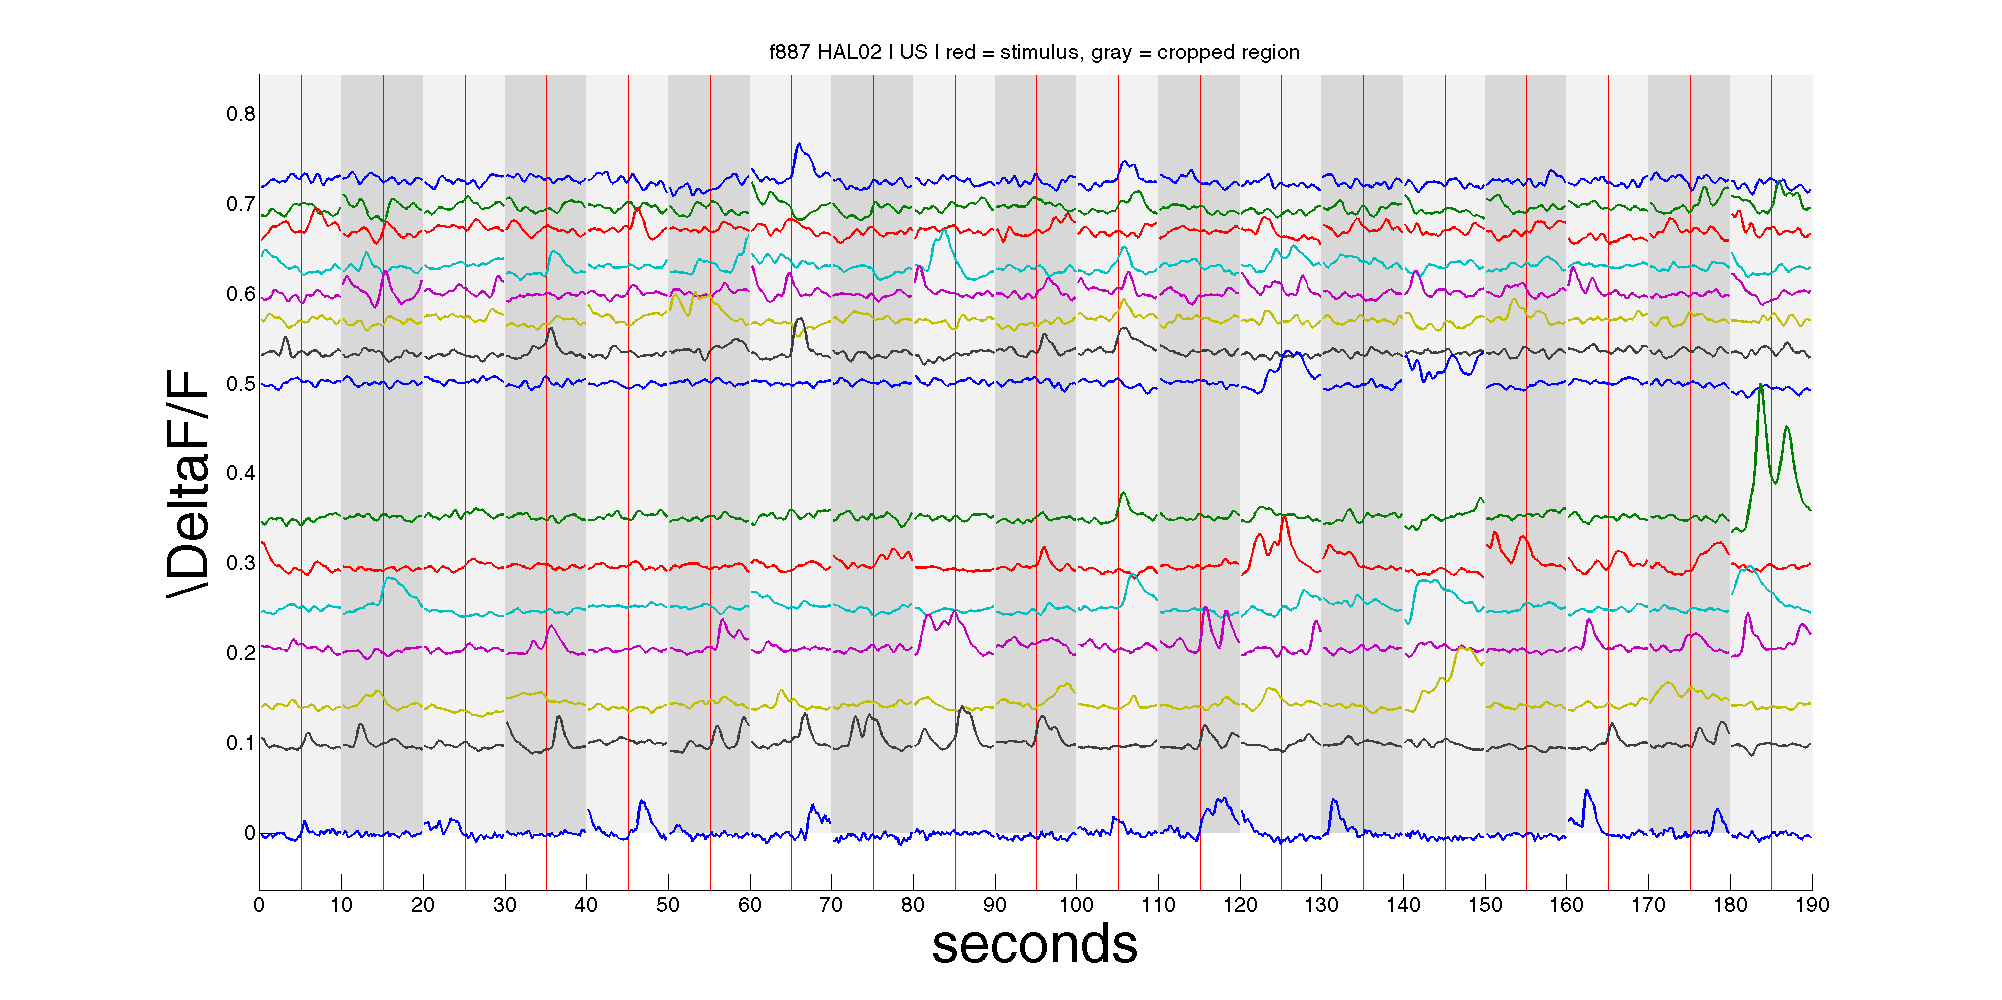 f887 HAL02 | US | red = stimulus, gray = cropped region
\DeltaF/F
0.8
0.7
0.6
0.5
0.4
0.3
0.2
0.1
0
0 10 20 30 40 50 60 70 80 90 100 110 120 130 140 150 160 170 180 190
seconds